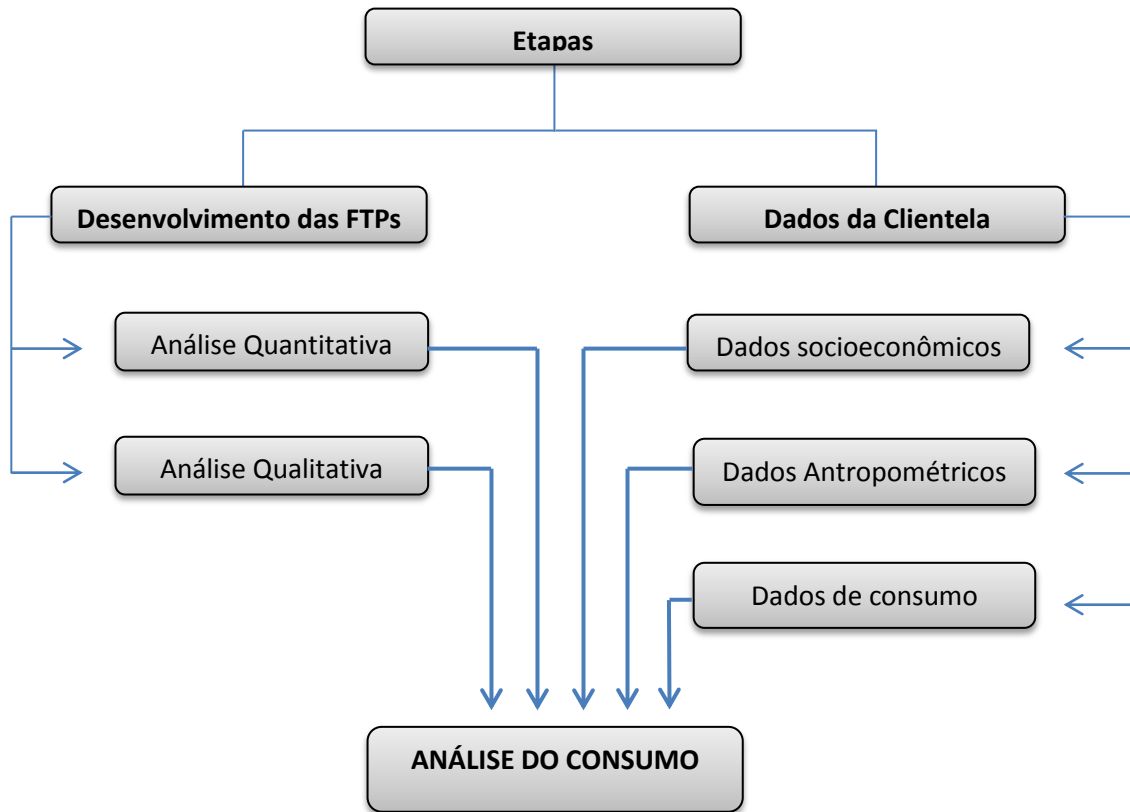 Etapas
Desenvolvimento das FTPs
Dados da Clientela
Análise Quantitativa
Dados socioeconômicos
Análise Qualitativa
Dados Antropométricos
Dados de consumo
ANÁLISE DO CONSUMO